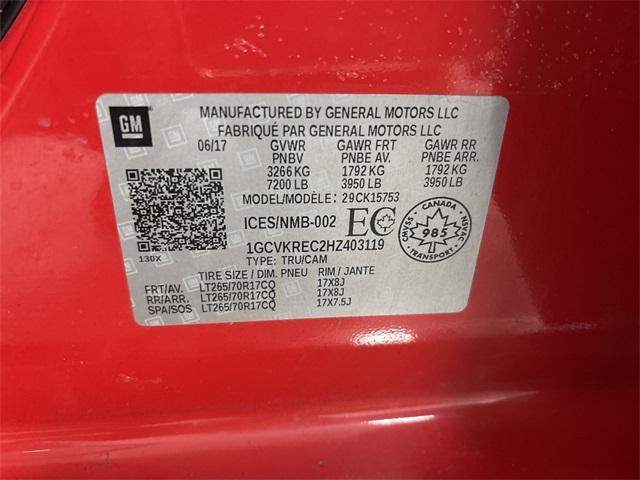 GM
MANUFACTURED BY GENERAL MOTORS LLC
FABRIQUÉ PAR GENERAL MOTORS LLC
06/17 GVWR GAWR FRT GAWR RR
PNBV PNBE AV. PNBE ARR.
3266 KG 1792 KG 1792 KG
7200 LB 3950 LB 3950 LB
MODEL/MODÈLE: 29CK15753
ICES/NMB-002 EC
CANADA
CMVSS 985 NSVAC
TRANSPORT
1GCVKREC2HZ403119
130X TYPE: TRU/CAM
TIRE SIZE / DIM. PNEU RIM / JANTE
FRT/AV. LT265/70R17CQ 17X8J
RR/ARR. LT265/70R17CQ 17X8J
SPA/SOS LT265/70R17CQ 17X7.5J